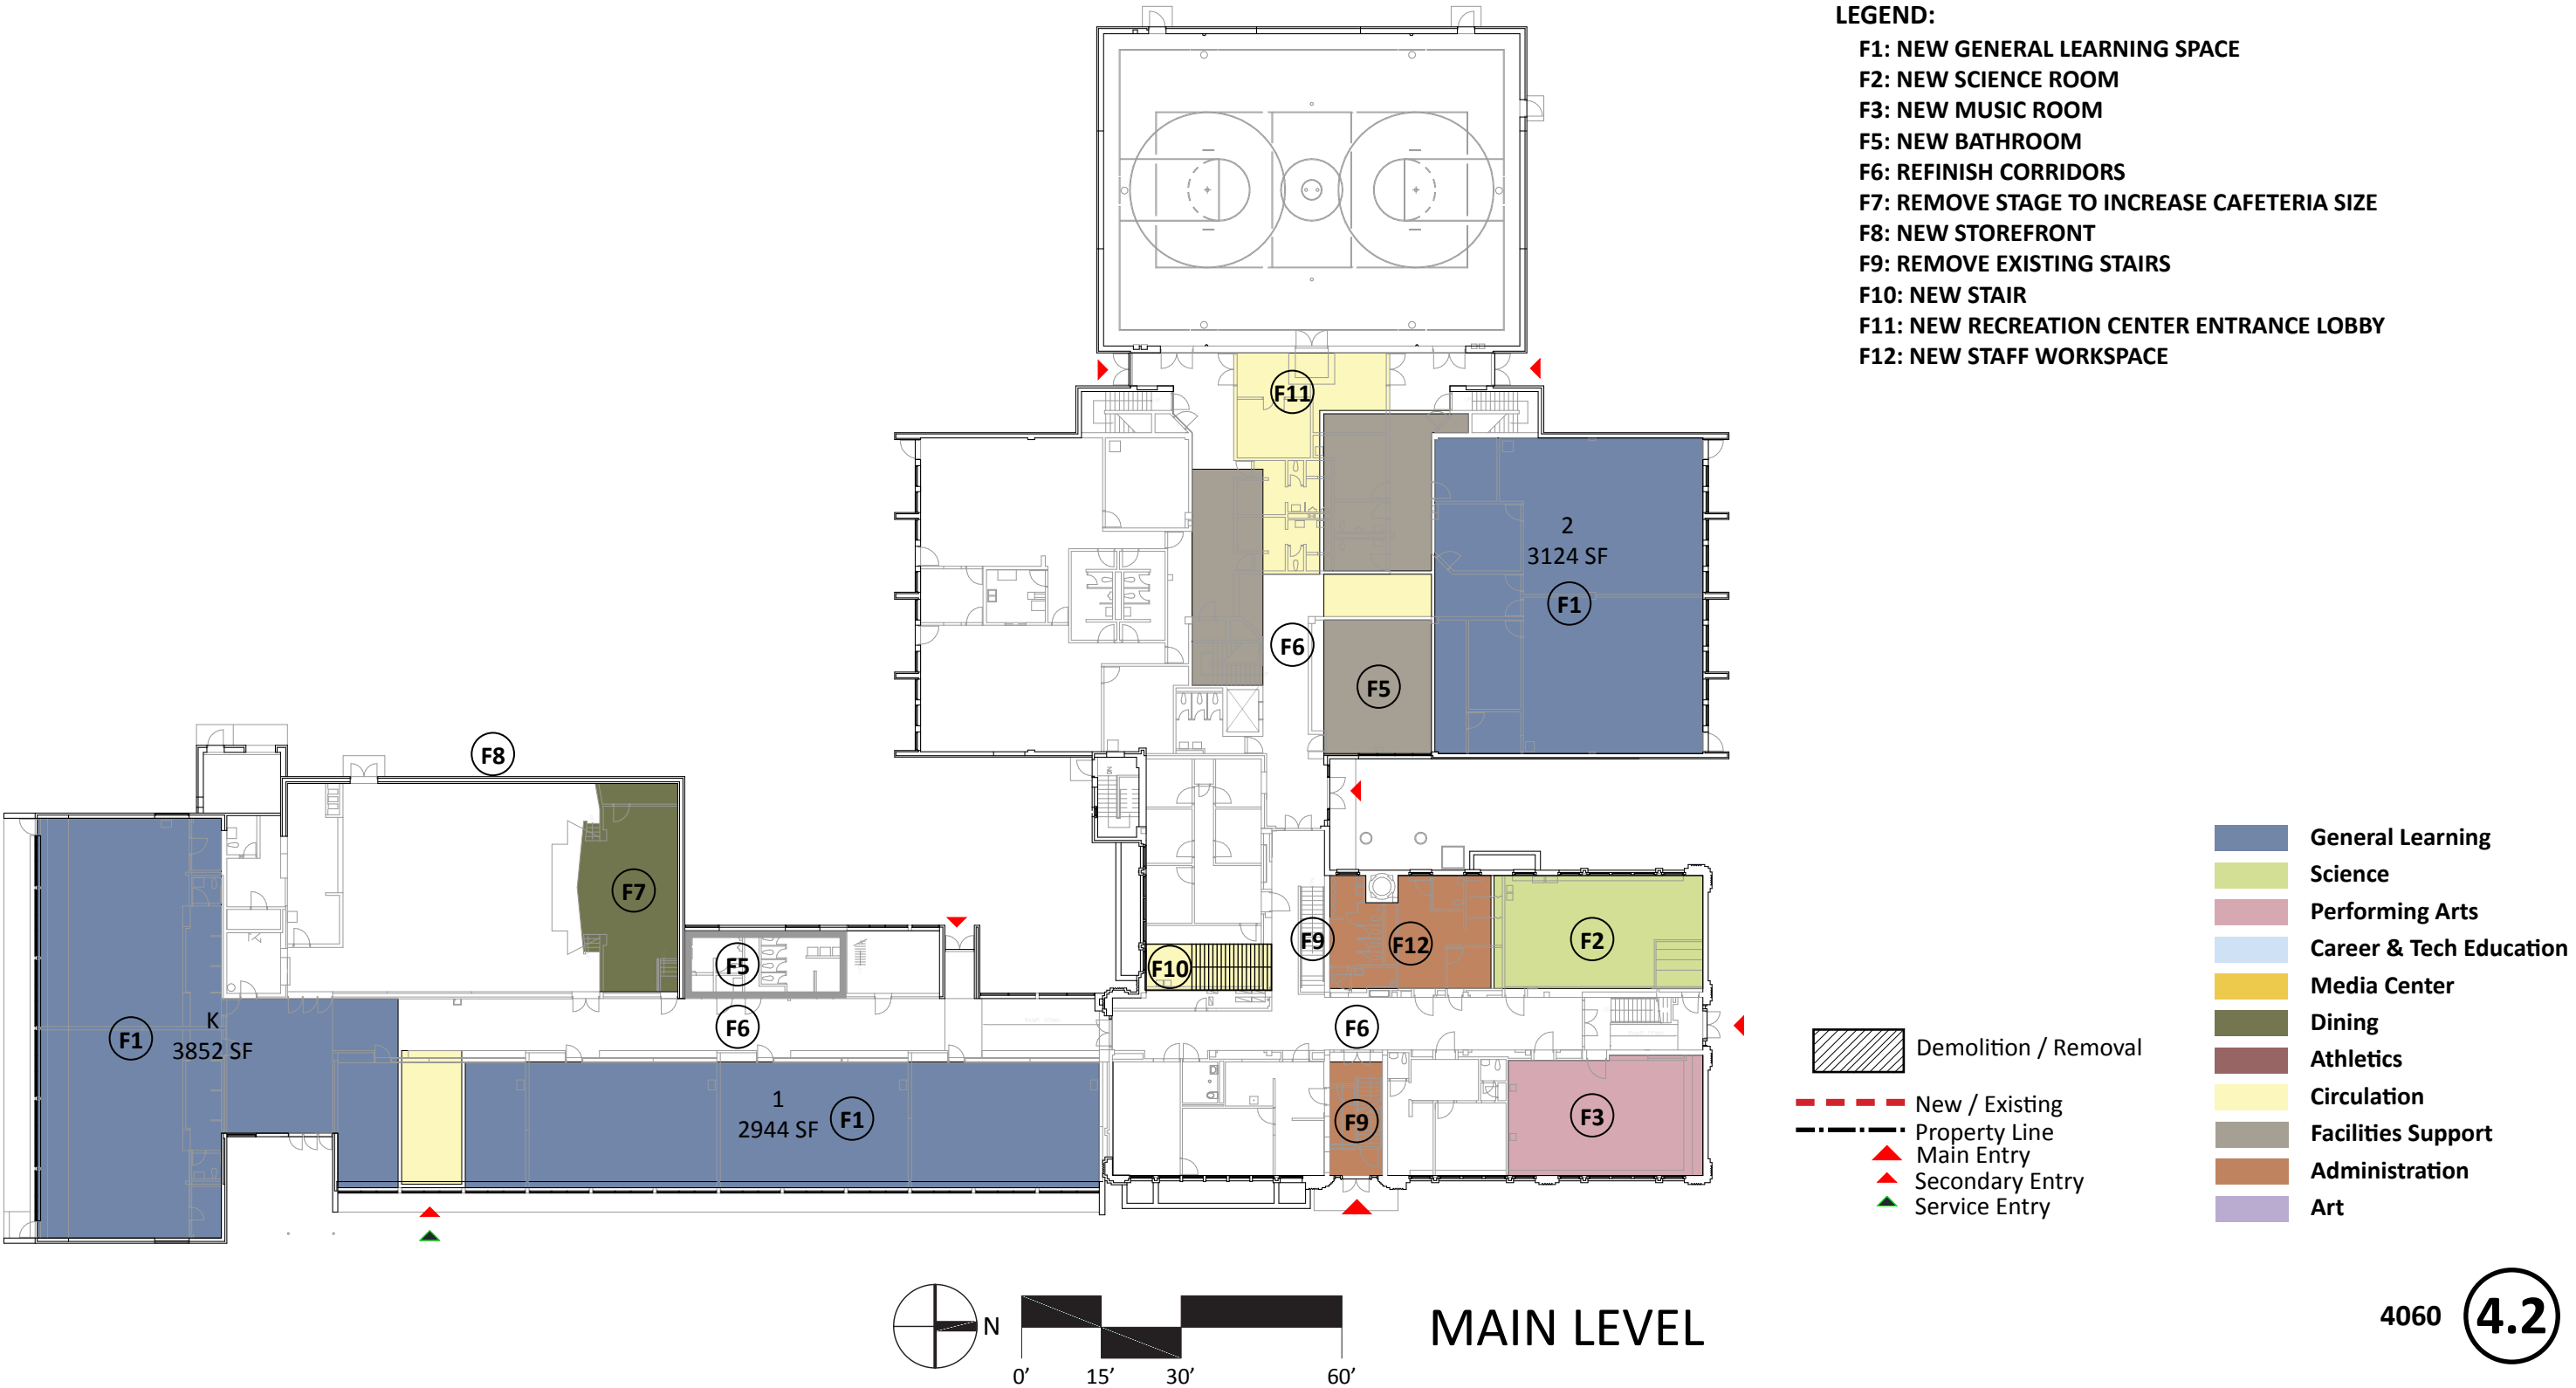 LEGEND:
F1: NEW GENERAL LEARNING SPACE
F2: NEW SCIENCE ROOM
F3: NEW MUSIC ROOM
F5: NEW BATHROOM
F6: REFINISH CORRIDORS
F7: REMOVE STAGE TO INCREASE CAFETERIA SIZE
F8: NEW STOREFRONT
F9: REMOVE EXISTING STAIRS
F10: NEW STAIR
F11: NEW RECREATION CENTER ENTRANCE LOBBY
F12: NEW STAFF WORKSPACE
F11
2
3124 SF
F1
F6
F5
F8
DN
F7
F5
F10
F9
F12
F2
F1
K
3852 SF
F6
F6
1
2944 SF
F1
F9
F3
Demolition / Removal
New / Existing
Property Line
Main Entry
Secondary Entry
Service Entry
General Learning
Science
Performing Arts
Career & Tech Education
Media Center
Dining
Athletics
Circulation
Facilities Support
Administration
Art
N
0’ 15’ 30’ 60’
MAIN LEVEL
4060 4.2